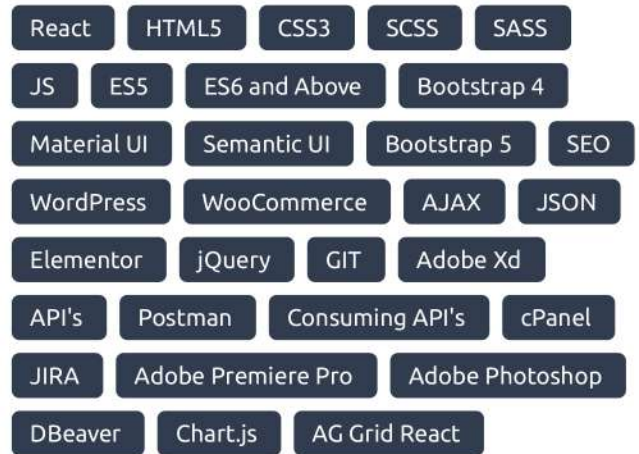 React HTML5 CSS3 SCSS SASS
JS ES5 ES6 and Above Bootstrap 4
Material UI Semantic UI Bootstrap 5 SEO
WordPress WooCommerce AJAX JSON
Elementor jQuery GIT Adobe Xd
API's Postman Consuming API's cPanel
JIRA Adobe Premiere Pro Adobe Photoshop
DBeaver Chart.js AG Grid React